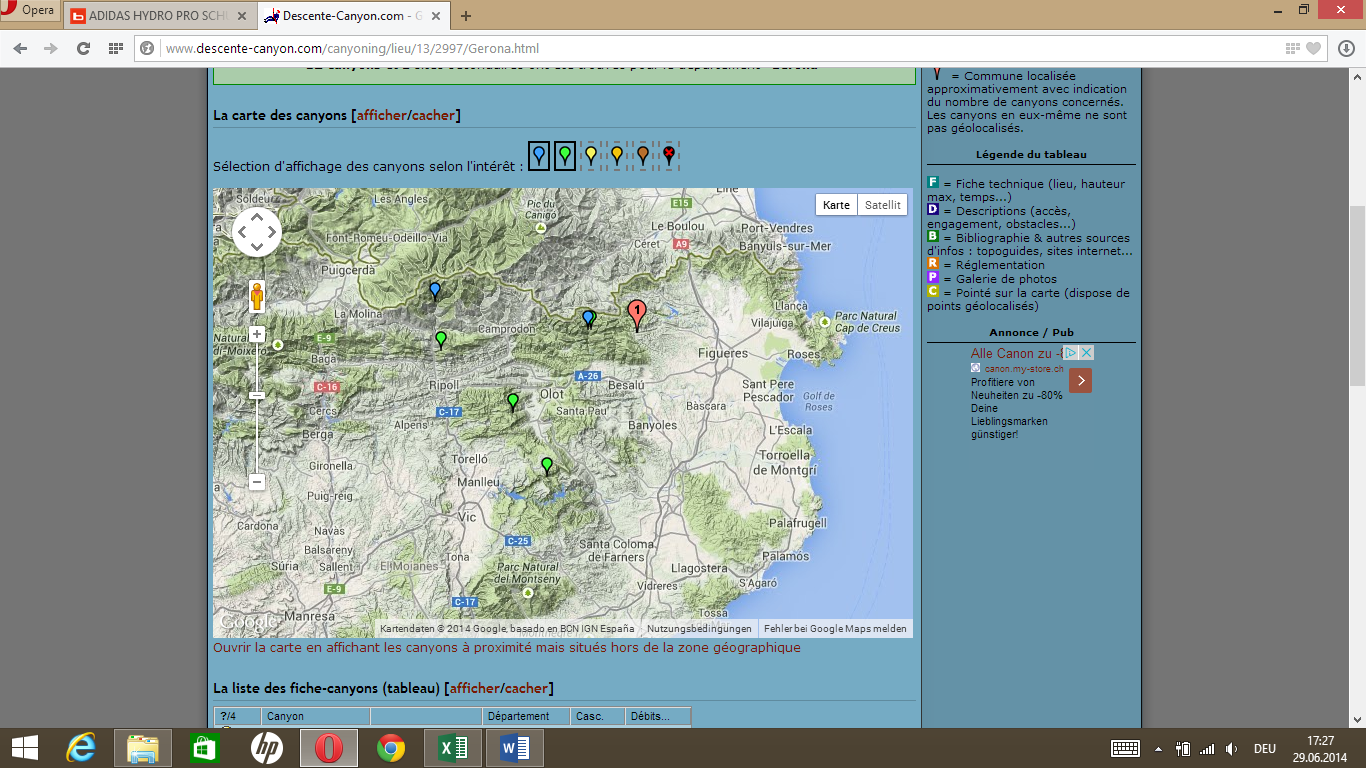 Opera
ADIDAS HYDRO PRO SCH
Descente-Canyon.com - G
www.descente-canyon.com/canyoning/lieu/13/2997/Gerona.html
La carte des canyons [afficher/cacher]
Sélection d'affichage des canyons selon l'intérêt :
Karte
Satellit
Soldeu
Les Angles
Pic du Canigó
E15
Le Boulou
Port-Vendres
Banyuls-sur-Mer
Font-Romeu-Odeillo-Via
Céret
A9
Puigcerdà
La Molina
1
Llançà
Vilajuiga
Parc Natural
Cap de Creus
Camprodon
E-9
Baga
Figueres
Roses
C-16
Ripoll
A-26
Besalú
Sant Pere
Pescador
Golf de
Roses
Cercs
C-17
Olot
Santa Pau
Bàscara
Alpens
Berga
Banyoles
L'Escala
Gironella
Torelló
Torroella
de Montgrí
Manlleu
Puig-reig
Vic
Cardona
Navas
Palafrugell
Balsareny
C-25
Santa Coloma
de Farners
Palamós
Súria
Sallent
El Moianès
Tona
Parc Natural
del Montseny
Llagostera
S'Agaró
E-9
Vidreres
Manresa
C-17
Tossa
Google
Kartendaten © 2014 Google, basado en BCN IGN España
Nutzungsbedingungen
Fehler bei Google Maps melden
Ouvrir la carte en affichant les canyons à proximité mais situés hors de la zone géographique
La liste des fiche-canyons (tableau) [afficher/cacher]
?/4
Canyon
Département
Casc.
Débits...
= Commune localisée
approximativement avec indication
du nombre de canyons concernés.
Les canyons en eux-même ne sont
pas géolocalisés.
Légende du tableau
F = Fiche technique (lieu, hauteur
max, temps...)
D = Descriptions (accès,
engagement, obstacles...)
B = Bibliographie & autres sources
d'infos : topoguides, sites internet...
R = Réglementation
P = Galerie de photos
C = Pointé sur la carte (dispose de
points géolocalisés)
Annonce / Pub
Alle Canon zu
canon.my-store.ch
Profitiere von
Neuheiten zu -80%
Deine
Lieblingsmarken
günstiger!
hp
DEU
17:27
29.06.2014